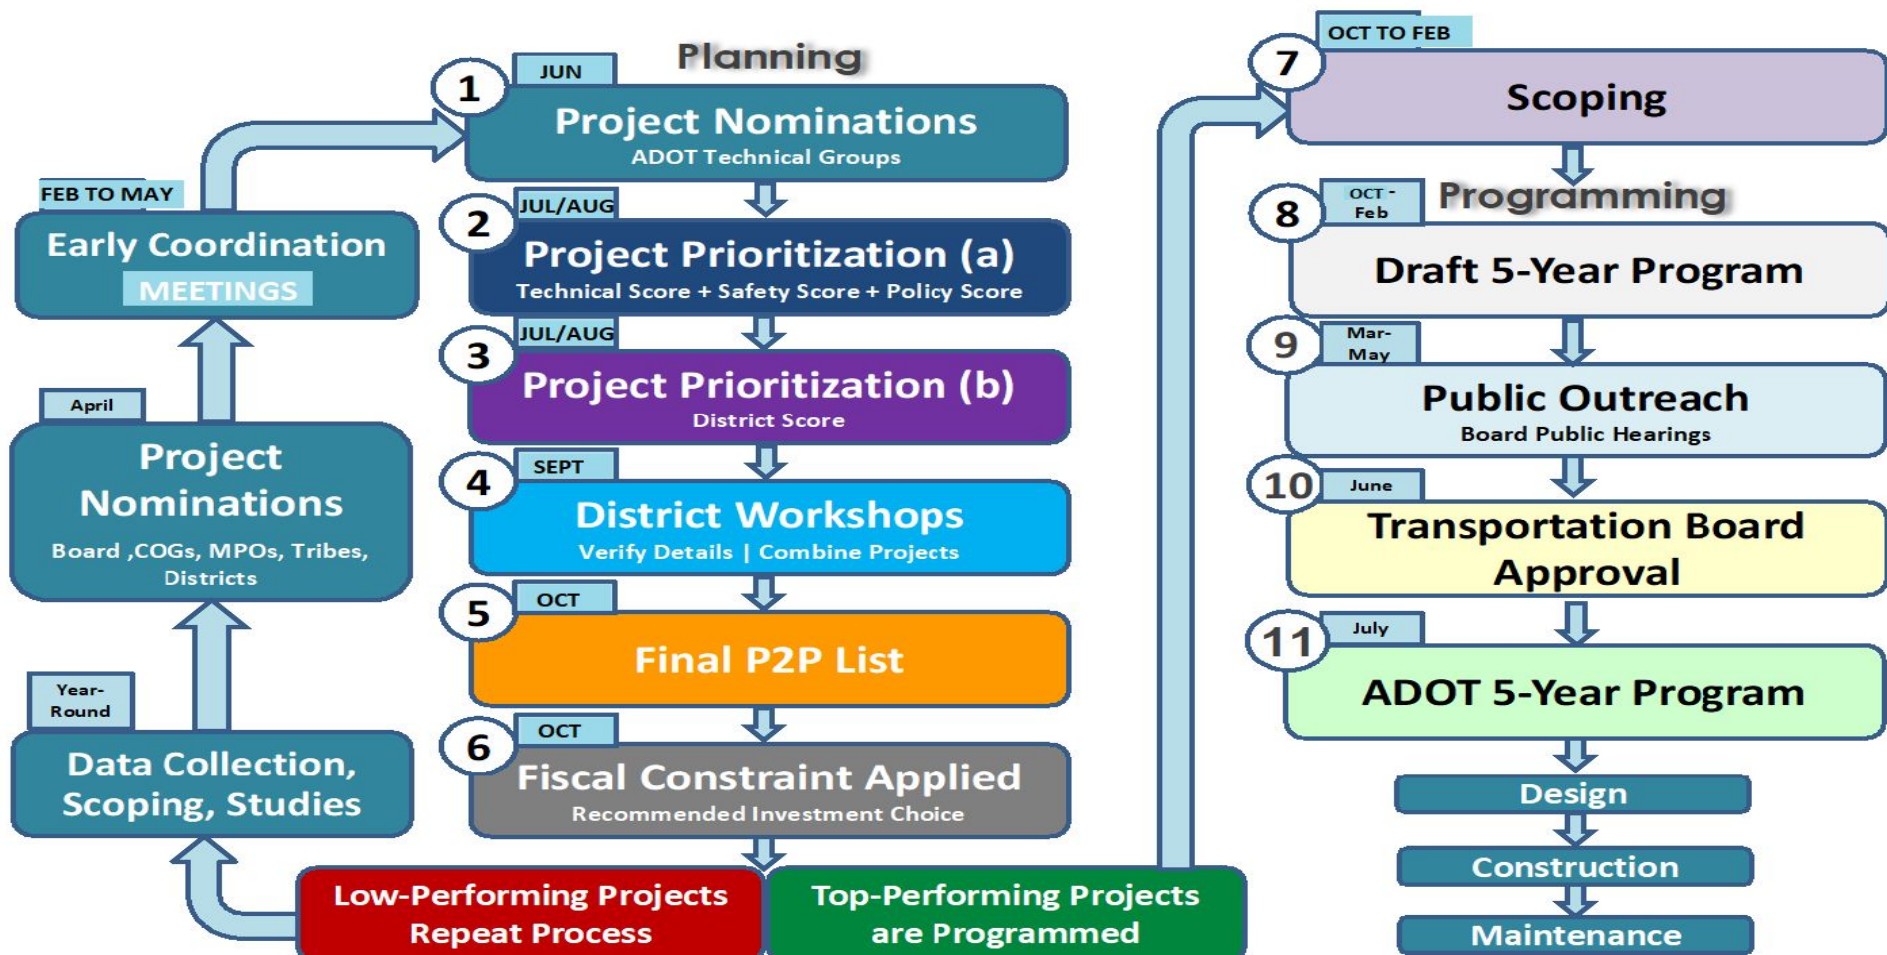 FEB TO MAY
Early Coordination
MEETINGS
April
Project
Nominations
Board ,COGs, MPOs, Tribes,
Districts
Year-
Round
Data Collection,
Scoping, Studies
Planning
1
JUN
Project Nominations
ADOT Technical Groups
2
JUL/AUG
Project Prioritization (a)
Technical Score + Safety Score + Policy Score
3
JUL/AUG
Project Prioritization (b)
District Score
4
SEPT
District Workshops
Verify Details | Combine Projects
5
OCT
Final P2P List
6
OCT
Fiscal Constraint Applied
Recommended Investment Choice
Low-Performing Projects
Repeat Process
Top-Performing Projects
are Programmed
7
OCT TO FEB
Scoping
Programming
8
OCT -
Feb
Draft 5-Year Program
9
Mar-
May
Public Outreach
Board Public Hearings
10
June
Transportation Board
Approval
11
July
ADOT 5-Year Program
Design
Construction
Maintenance